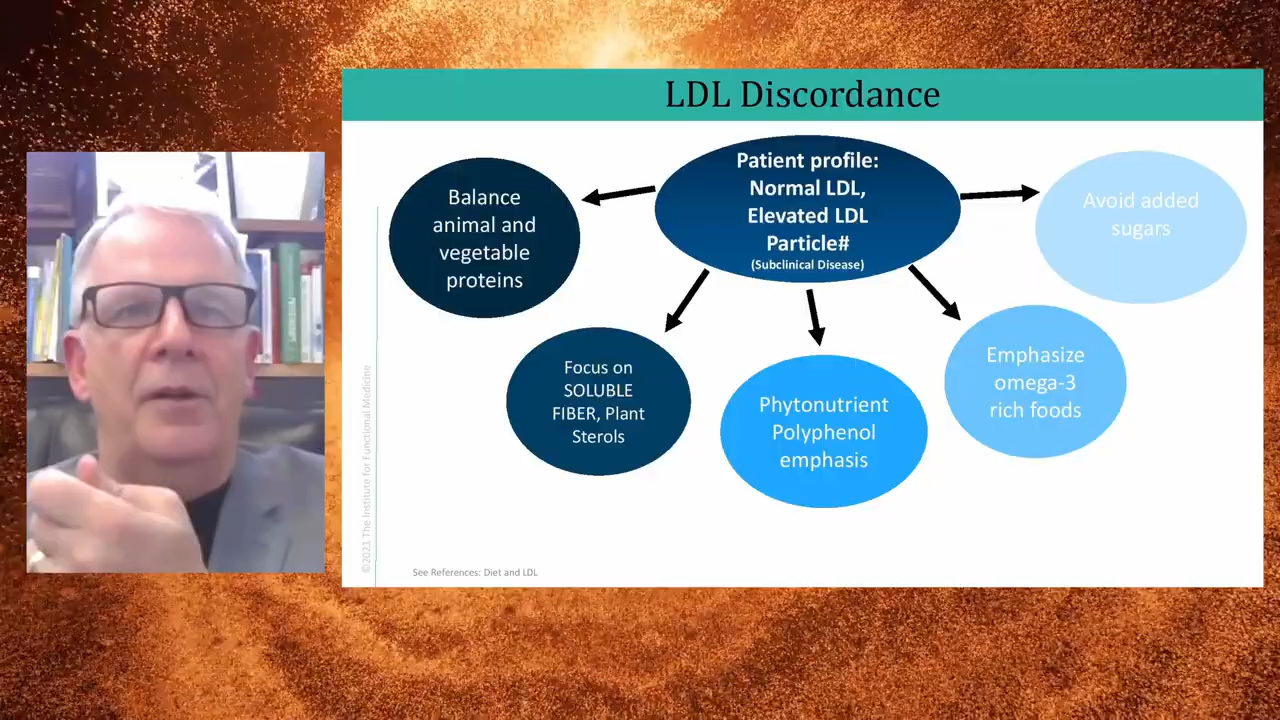 LDL Discordance
Patient profile:
Normal LDL,
Elevated LDL
Particle#
(Subclinical Disease)
Balance
animal and
vegetable
proteins
Focus on
SOLUBLE
FIBER, Plant
Sterols
Phytonutrient
Polyphenol
emphasis
Emphasize
omega-3
rich foods
Avoid added
sugars
©2021 The Institute for Functional Medicine
See References: Diet and LDL